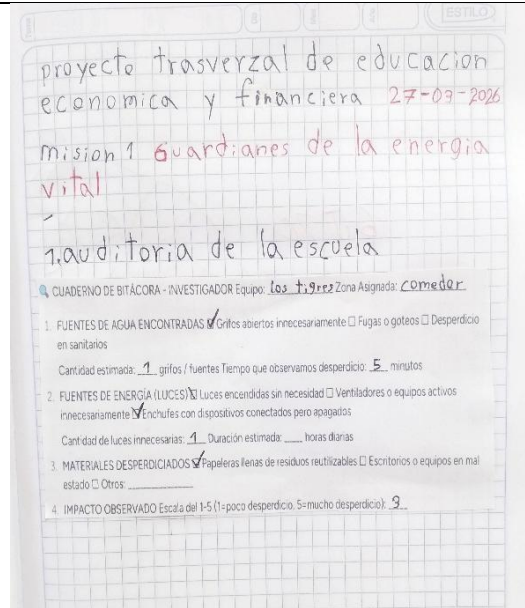 ESTILO
proyecto trasverzal de educacion
economica y financiera 27-03-2026
mision 1 Guardianes de la energia
vital
1. auditoria de la escuela
CUADERNO DE BITÁCORA - INVESTIGADOR Equipo: los tigres Zona Asignada: comedor
1. FUENTES DE AGUA ENCONTRADAS ☑ Grifos abiertos innecesariamente ☐ Fugas o goteos ☐ Desperdicio
en sanitarios
Cantidad estimada: 1 grifos / fuentes Tiempo que observamos desperdicio: 5 minutos
2. FUENTES DE ENERGÍA (LUCES) ☑ Luces encendidas sin necesidad ☐ Ventiladores o equipos activos
innecesariamente ☑ Enchufes con dispositivos conectados pero apagados
Cantidad de luces innecesarias: 1 Duración estimada: ____ horas diarias
3. MATERIALES DESPERDICIADOS ☑ Papeleras llenas de residuos reutilizables ☐ Escritorios o equipos en mal
estado ☐ Otros: ____
4. IMPACTO OBSERVADO Escala del 1-5 (1=poco desperdicio, 5=mucho desperdicio): 3